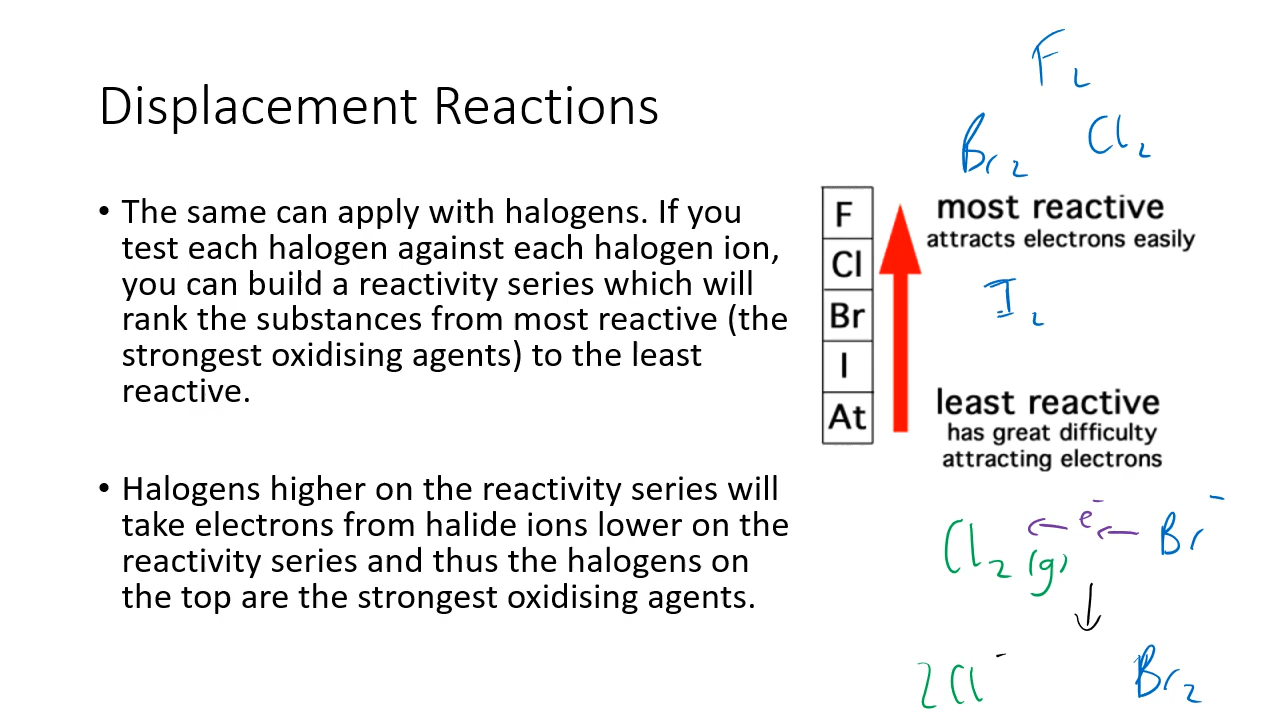 Displacement Reactions
• The same can apply with halogens. If you
test each halogen against each halogen ion,
you can build a reactivity series which will
rank the substances from most reactive (the
strongest oxidising agents) to the least
reactive.
• Halogens higher on the reactivity series will
take electrons from halide ions lower on the
reactivity series and thus the halogens on
the top are the strongest oxidising agents.
F₂
Br₂ Cl₂
F
Cl
Br
I
At
most reactive
attracts electrons easily
I₂
least reactive
has great difficulty
attracting electrons
Cl₂(g) ← e⁻ ← Br⁻
↓
2Cl⁻ Br₂